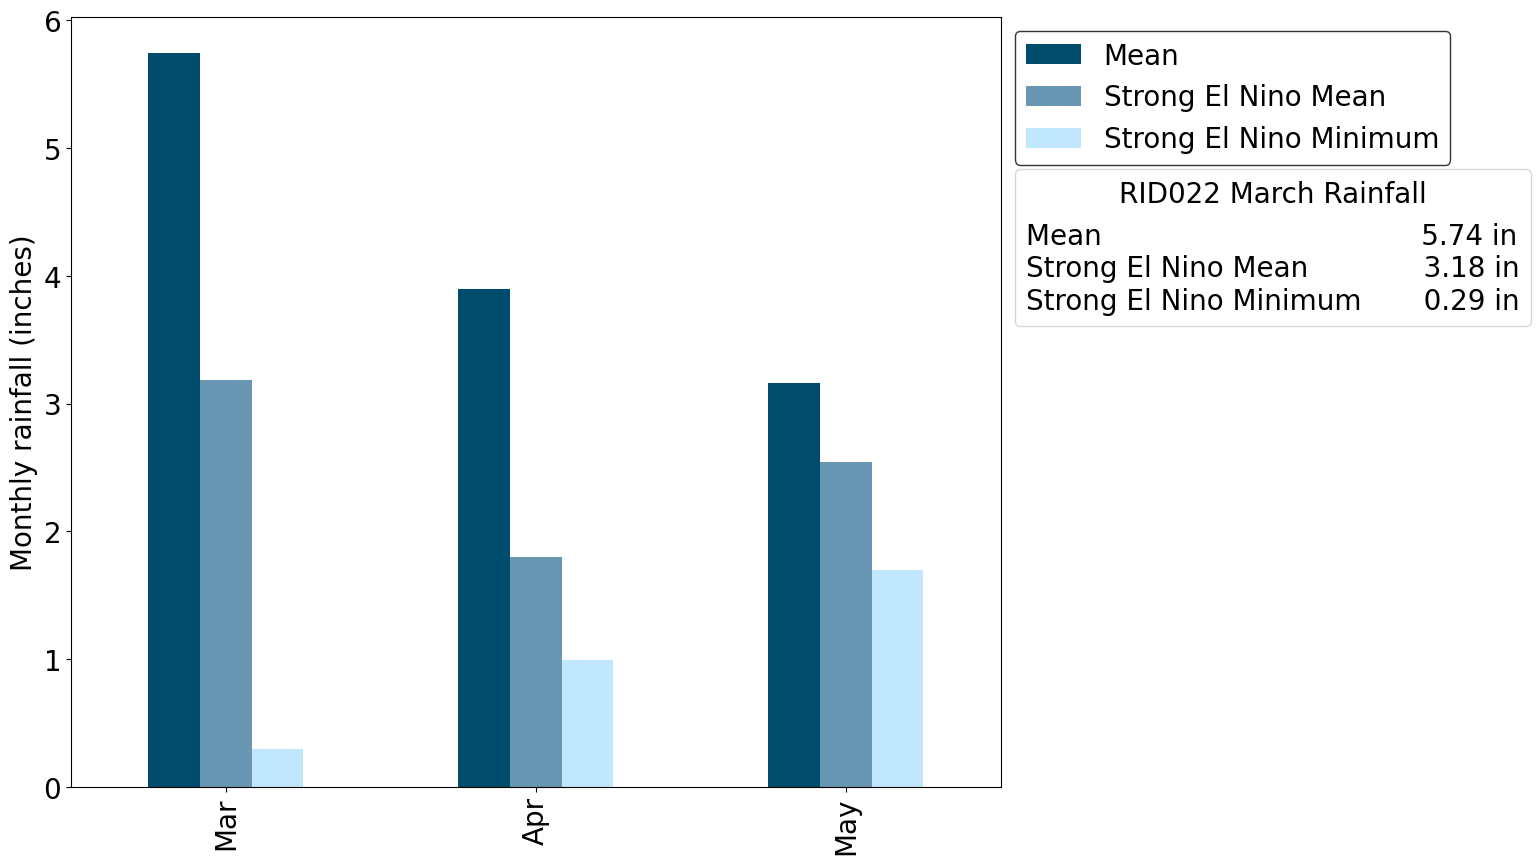 Monthly rainfall (inches)
6
5
4
3
2
1
0
Mar
Apr
May
Mean
Strong El Nino Mean
Strong El Nino Minimum
RID022 March Rainfall
Mean 5.74 in
Strong El Nino Mean 3.18 in
Strong El Nino Minimum 0.29 in